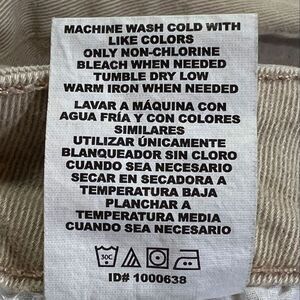 MACHINE WASH COLD WITH
LIKE COLORS
ONLY NON-CHLORINE
BLEACH WHEN NEEDED
TUMBLE DRY LOW
WARM IRON WHEN NEEDED
LAVAR A MÁQUINA CON
AGUA FRÍA Y CON COLORES
SIMILARES
UTILIZAR ÚNICAMENTE
BLANQUEADOR SIN CLORO
CUANDO SEA NECESARIO
SECAR EN SECADORA A
TEMPERATURA BAJA
PLANCHAR A
TEMPERATURA MEDIA
CUANDO SEA NECESARIO
30C
ID# 1000638